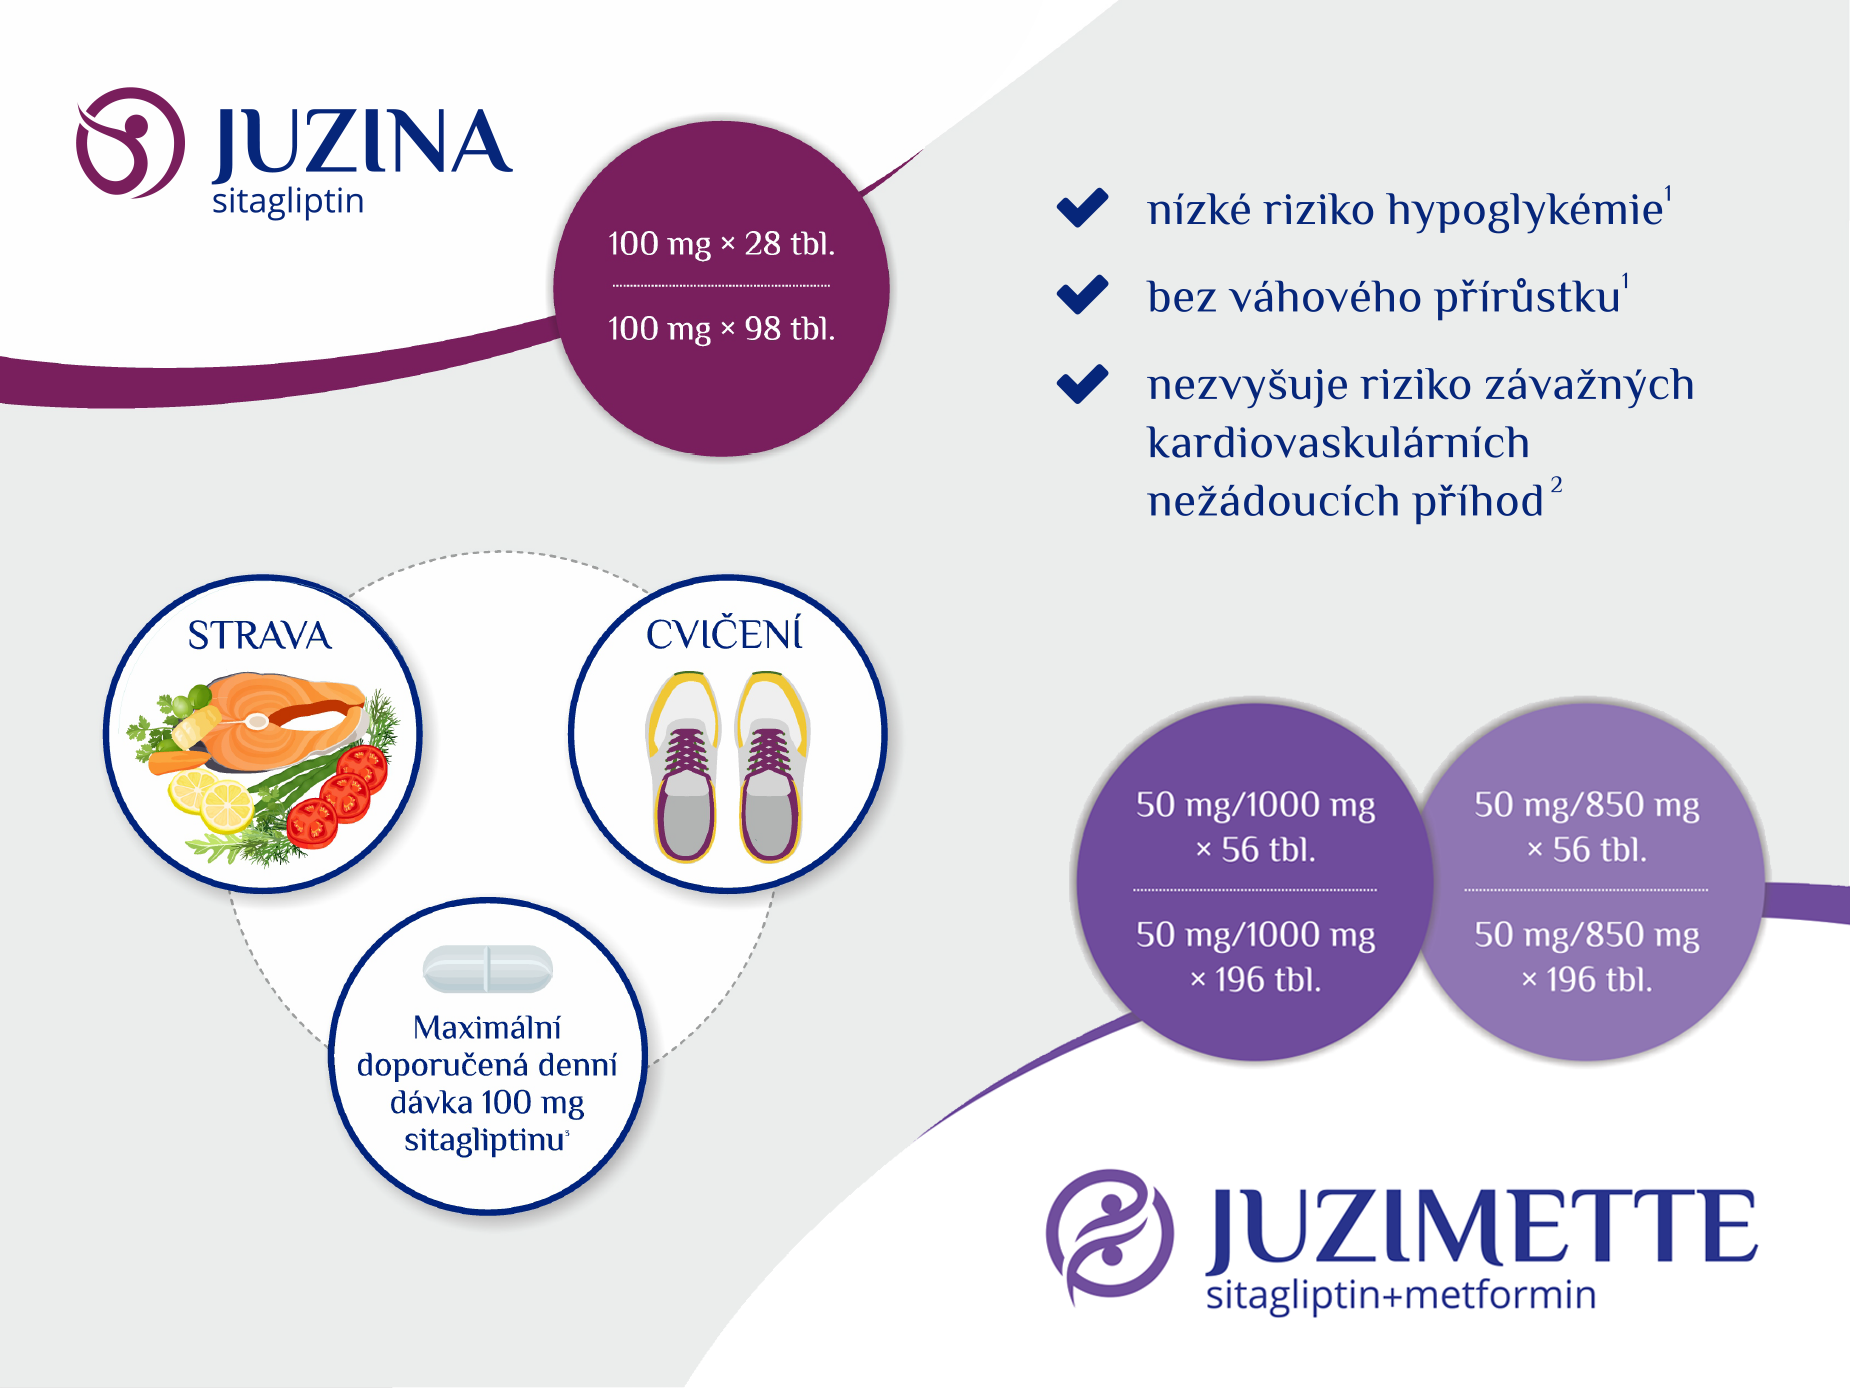 JUZINA
sitagliptin
100 mg × 28 tbl.
100 mg × 98 tbl.
nízké riziko hypoglykémie¹
bez váhového přírůstku¹
nezvyšuje riziko závažných
kardiovaskulárních
nežádoucích příhod²
STRAVA
CVIČENÍ
Maximální
doporučená denní
dávka 100 mg
sitagliptinu³
50 mg/1000 mg
× 56 tbl.
50 mg/1000 mg
× 196 tbl.
50 mg/850 mg
× 56 tbl.
50 mg/850 mg
× 196 tbl.
JUZIMETTE
sitagliptin+metformin